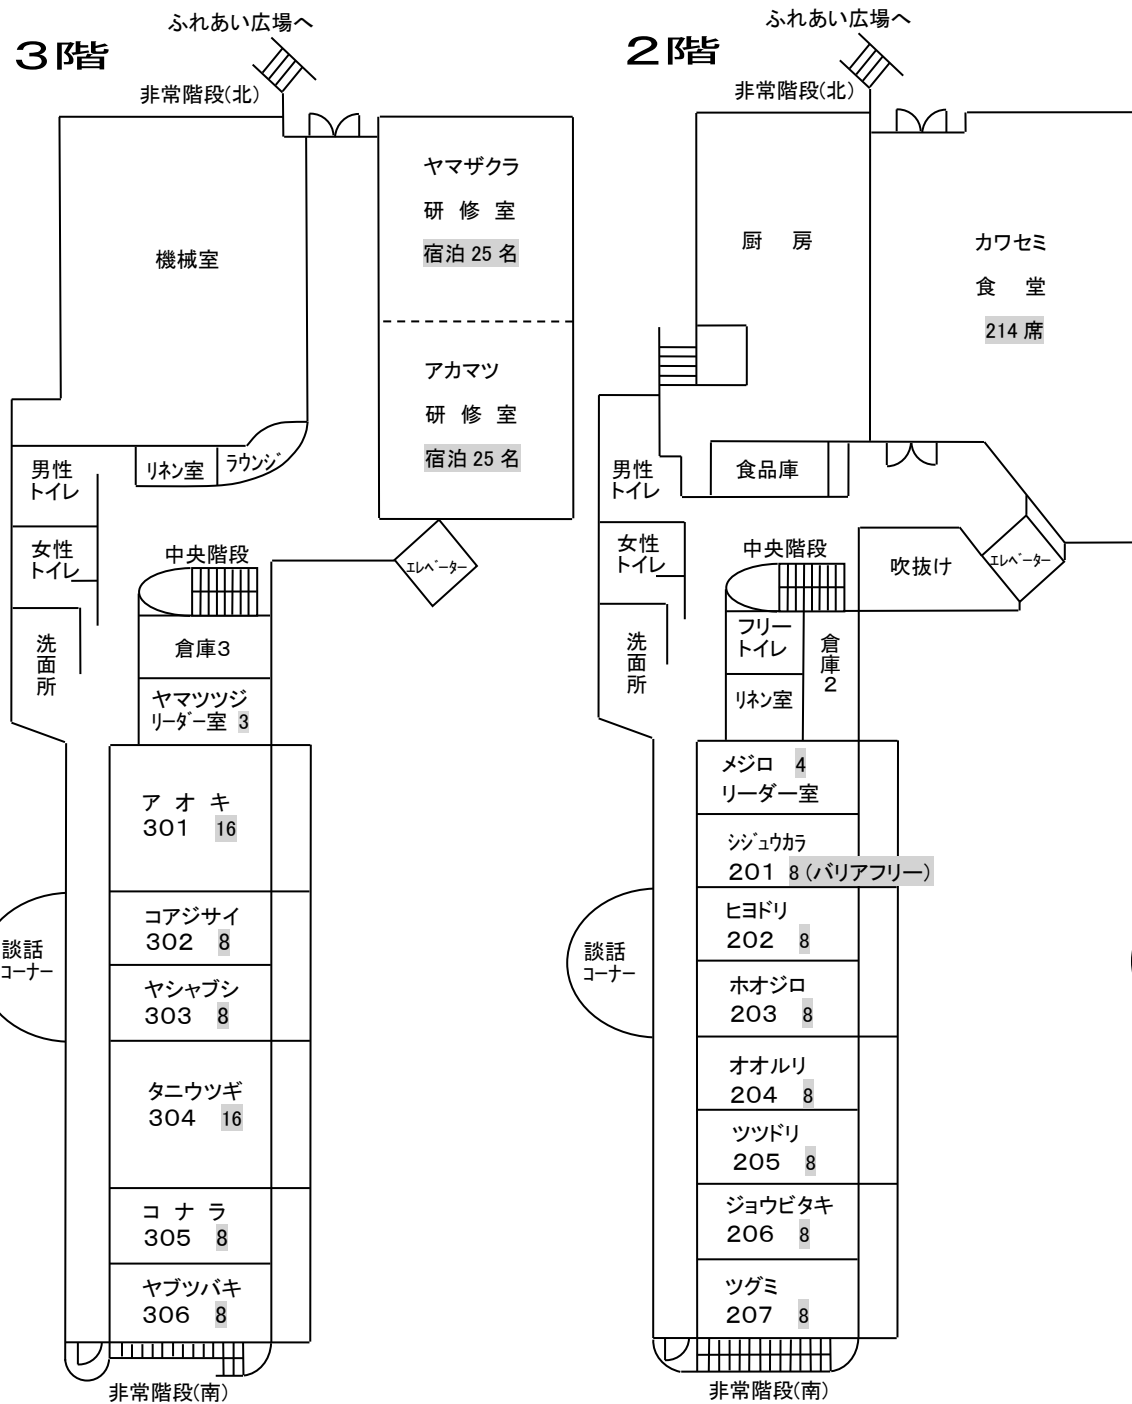 3階
ふれあい広場へ
非常階段(北)
ヤマザクラ
研 修 室
宿泊 25 名
機械室
アカマツ
研 修 室
宿泊 25 名
男性
トイレ
リネン室
ラウンジ
女性
トイレ
中央階段
エレベーター
洗面所
倉庫3
ヤマツツジ
リーダー室 3
ア オ キ
301 16
コアジサイ
302 8
談話
コーナー
ヤシャブシ
303 8
タニウツギ
304 16
コ ナ ラ
305 8
ヤブツバキ
306 8
非常階段(南)
2階
ふれあい広場へ
非常階段(北)
厨 房
カワセミ
食 堂
214 席
男性
トイレ
食品庫
女性
トイレ
中央階段
吹抜け
エレベーター
洗面所
フリー
トイレ
倉庫2
リネン室
メジロ 4
リーダー室
シジュウカラ
201 8 (バリアフリー)
ヒヨドリ
202 8
談話
コーナー
ホオジロ
203 8
オオルリ
204 8
ツツドリ
205 8
ジョウビタキ
206 8
ツグミ
207 8
非常階段(南)